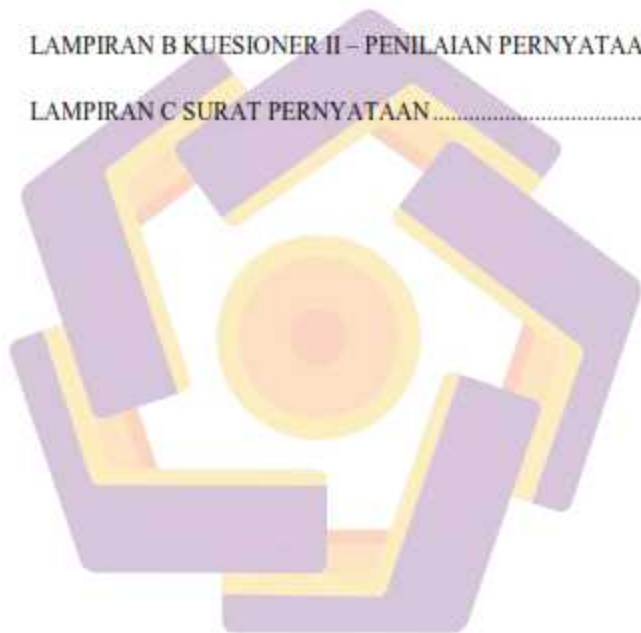 LAMPIRAN B KUESIONER II – PENILAIAN PERNYATAA
LAMPIRAN C SURAT PERNYATAAN....................................